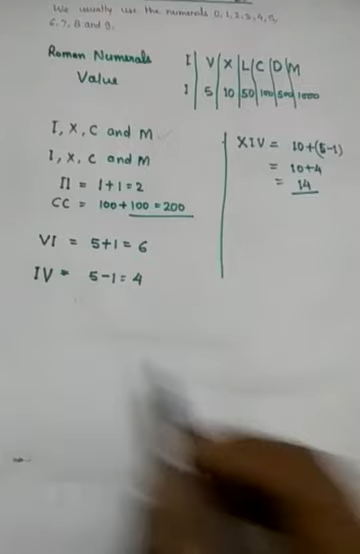 We usually use the numerals 0, 1, 2, 3, 4, 5,
6, 7, 8 and 9.
Roman Numerals I | V | X | L | C | D | M
Value 1 | 5 | 10 | 50 | 100 | 500 | 1000
I, X, C and M
I, X, C and M
II = 1+1=2
CC = 100+100=200
VI = 5+1=6
IV = 5-1=4
XIV = 10+(5-1)
= 10+4
= 14